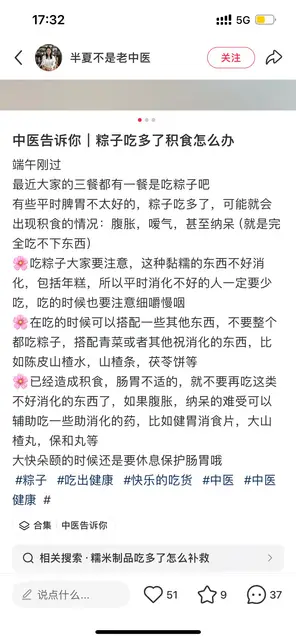 17:32
5G
半夏不是老中医
关注
中医告诉你｜粽子吃多了积食怎么办
端午刚过
最近大家的三餐都有一餐是吃粽子吧
有些平时脾胃不太好的，粽子吃多了，可能就会
出现积食的情况：腹胀，嗳气，甚至纳呆 (就是完
全吃不下东西)
🌸吃粽子大家要注意，这种黏糯的东西不好消
化，包括年糕，所以平时消化不好的人一定要少
吃，吃的时候也要注意细嚼慢咽
🌸在吃的时候可以搭配一些其他东西，不要整个
都吃粽子，搭配青菜或者其他祝消化的东西，比
如陈皮山楂水，山楂条，茯苓饼等
🌸已经造成积食，肠胃不适的，就不要再吃这类
不好消化的东西了，如果腹胀，纳呆的难受可以
辅助吃一些助消化的药，比如健胃消食片，大山
楂丸，保和丸等
大快朵颐的时候还是要休息保护肠胃哦
#粽子 #吃出健康 #快乐的吃货 #中医 #中医
健康 #
合集 中医告诉你
相关搜索 · 糯米制品吃多了怎么补救
说点什么...
51
9
37